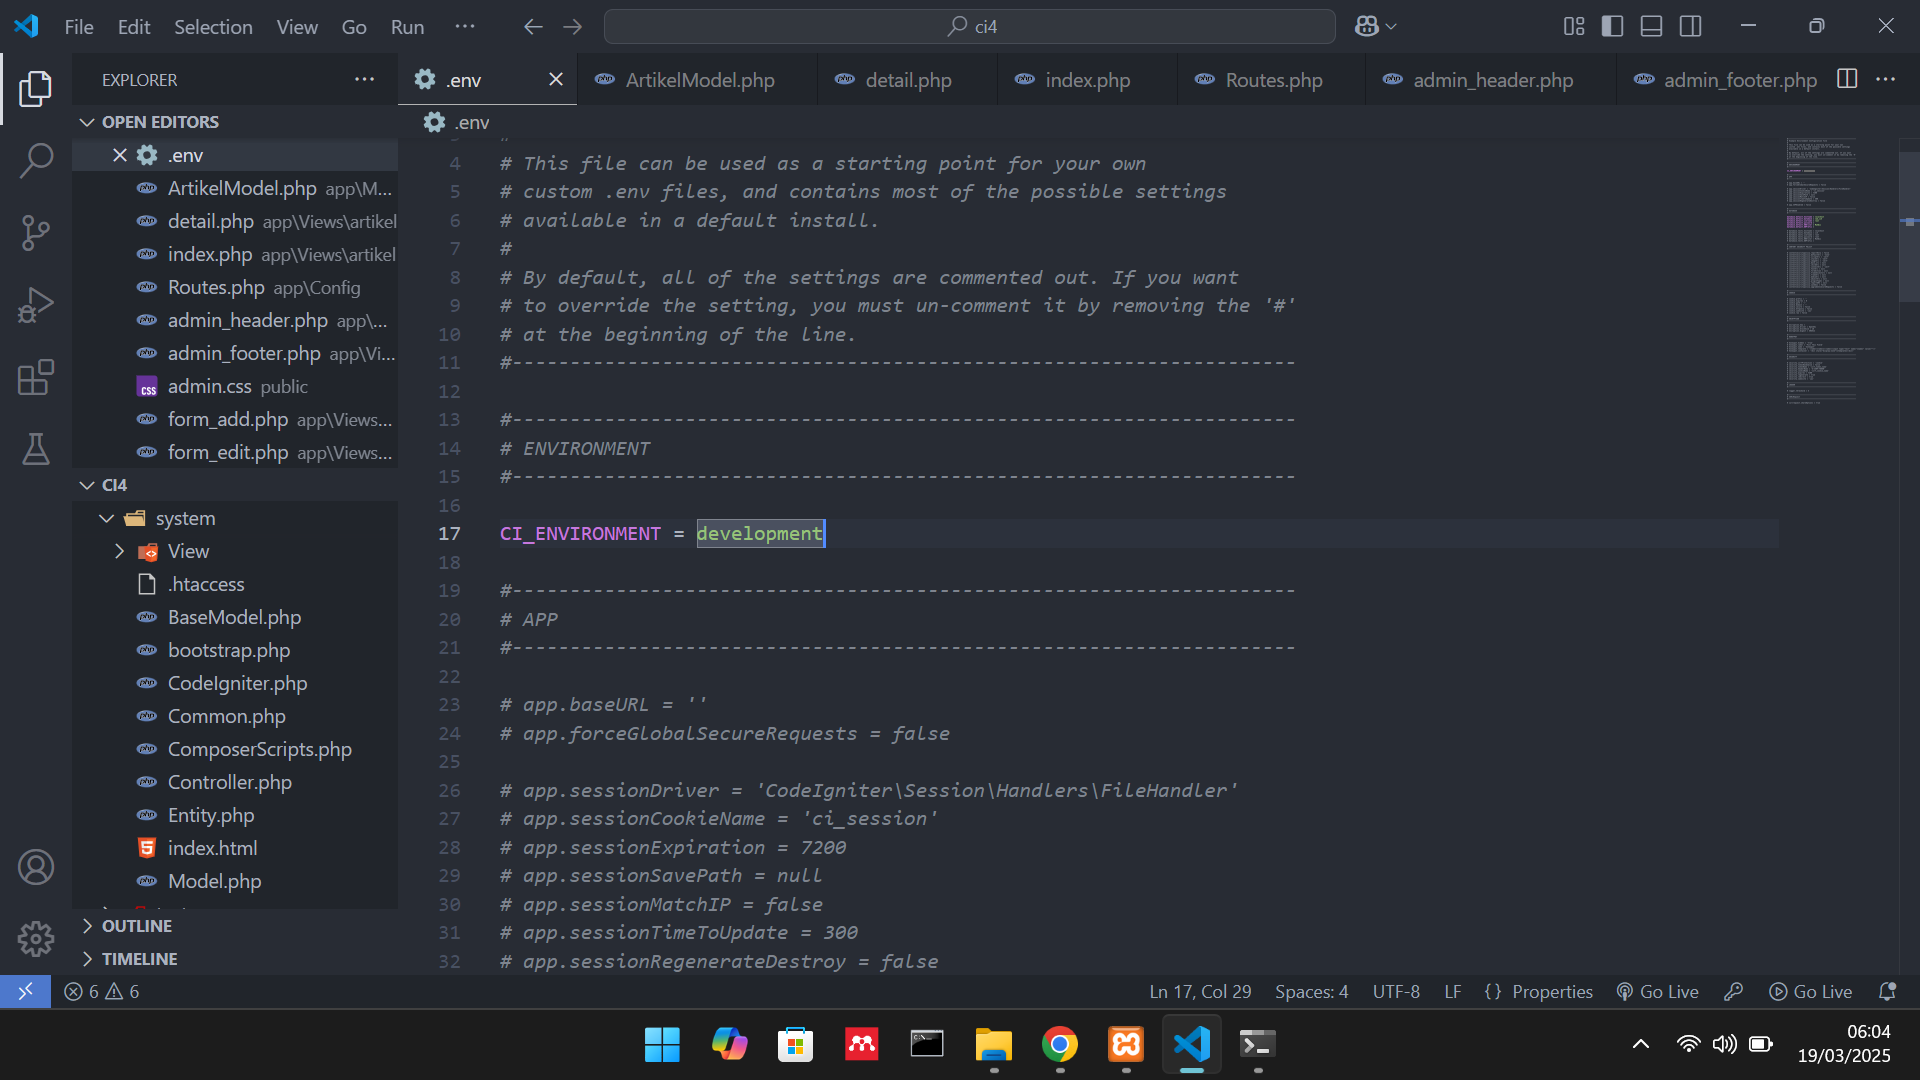 File Edit Selection View Go Run ···
ci4
EXPLORER
.env
ArtikelModel.php
detail.php
index.php
Routes.php
admin_header.php
admin_footer.php
OPEN EDITORS
.env
ArtikelModel.php app\M...
detail.php app\Views\artikel
index.php app\Views\artikel
Routes.php app\Config
admin_header.php app\...
admin_footer.php app\Vi...
admin.css public
form_add.php app\Views...
form_edit.php app\Views...
CI4
system
View
.htaccess
BaseModel.php
bootstrap.php
CodeIgniter.php
Common.php
ComposerScripts.php
Controller.php
Entity.php
index.html
Model.php
OUTLINE
TIMELINE
.env
4 # This file can be used as a starting point for your own
5 # custom .env files, and contains most of the possible settings
6 # available in a default install.
7 #
8 # By default, all of the settings are commented out. If you want
9 # to override the setting, you must un-comment it by removing the '#'
10 # at the beginning of the line.
11 #--------------------------------------------------------------------
12
13 #--------------------------------------------------------------------
14 # ENVIRONMENT
15 #--------------------------------------------------------------------
16
17 CI_ENVIRONMENT = development
18
19 #--------------------------------------------------------------------
20 # APP
21 #--------------------------------------------------------------------
22
23 # app.baseURL = ''
24 # app.forceGlobalSecureRequests = false
25
26 # app.sessionDriver = 'CodeIgniter\Session\Handlers\FileHandler'
27 # app.sessionCookieName = 'ci_session'
28 # app.sessionExpiration = 7200
29 # app.sessionSavePath = null
30 # app.sessionMatchIP = false
31 # app.sessionTimeToUpdate = 300
32 # app.sessionRegenerateDestroy = false
6 6
Ln 17, Col 29 Spaces: 4 UTF-8 LF {} Properties Go Live Go Live
06:04
19/03/2025